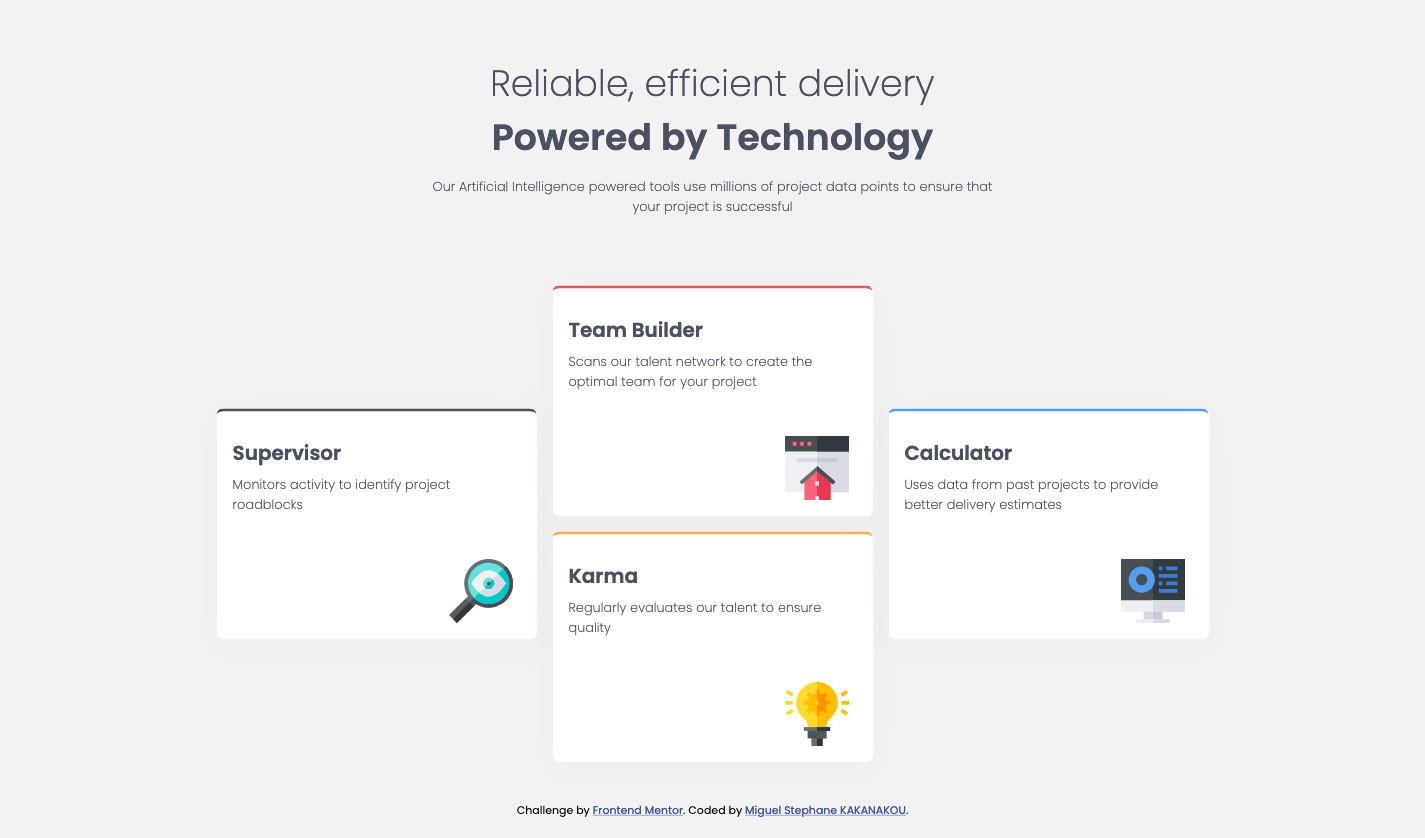 Reliable, efficient delivery
Powered by Technology
Our Artificial Intelligence powered tools use millions of project data points to ensure that
your project is successful
Team Builder
Scans our talent network to create the
optimal team for your project
Supervisor
Monitors activity to identify project
roadblocks
Calculator
Uses data from past projects to provide
better delivery estimates
Karma
Regularly evaluates our talent to ensure
quality
Challenge by Frontend Mentor. Coded by Miguel Stephane KAKANAKOU.